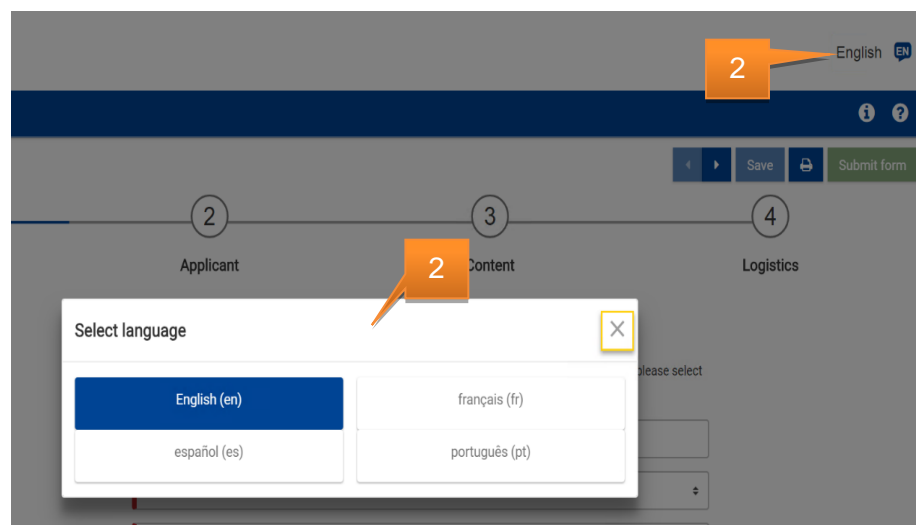 English EN
2
i ?
Save Submit form
2 3 4
Applicant Content Logistics
2
Select language
please select
English (en) français (fr)
español (es) português (pt)